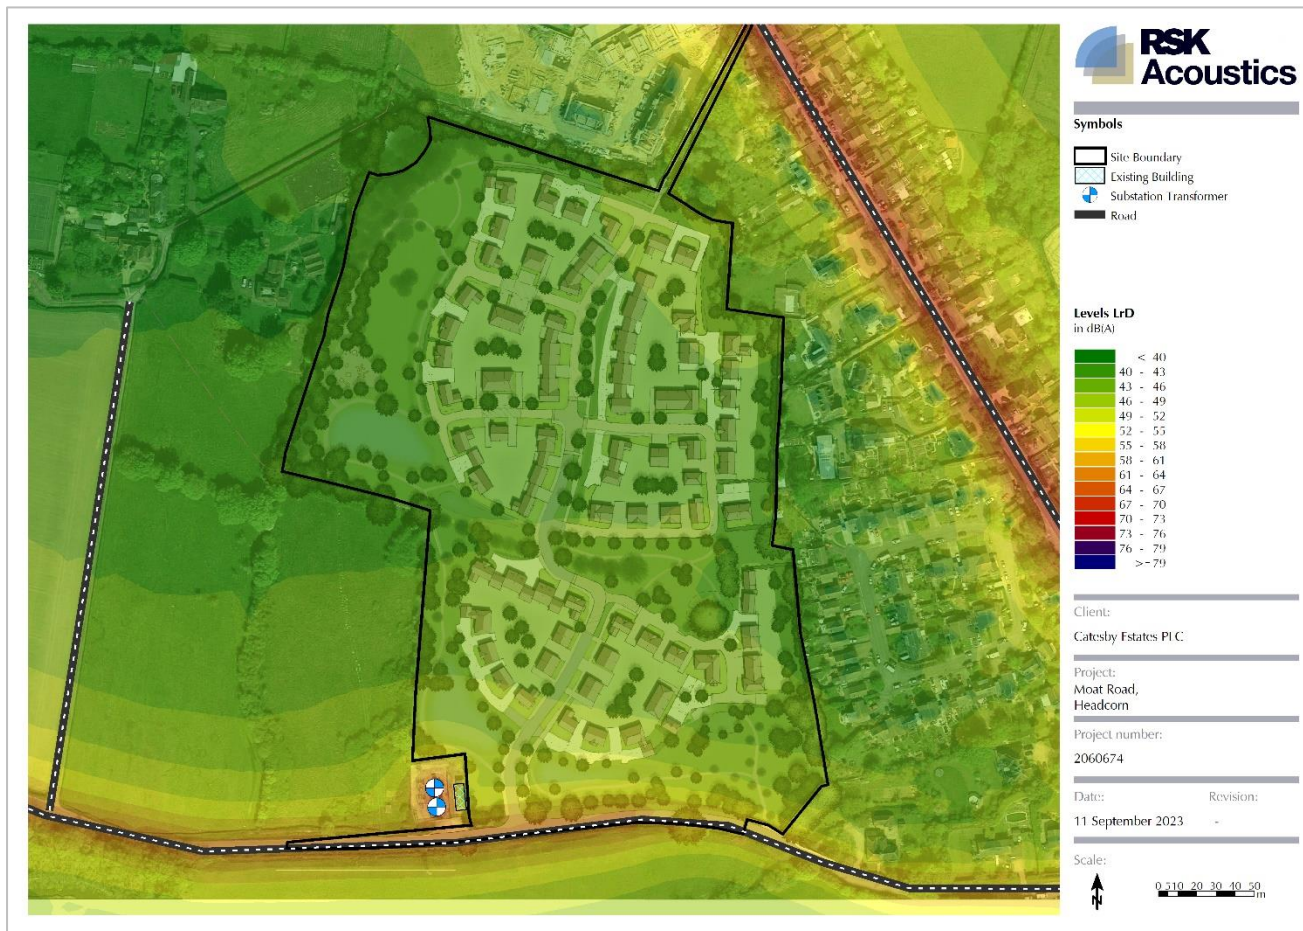 RSK
Acoustics
Symbols
Site Boundary
Existing Building
Substation Transformer
Road
Levels LrD
in dB(A)
< 40
40 - 43
43 - 46
46 - 49
49 - 52
52 - 55
55 - 58
58 - 61
61 - 64
64 - 67
67 - 70
70 - 73
73 - 76
76 - 79
>=79
Client:
Catesby Estates PLC
Project:
Moat Road,
Headcorn
Project number:
2060674
Date: Revision:
11 September 2023 -
Scale:
N
0 5 10 20 30 40 50
m